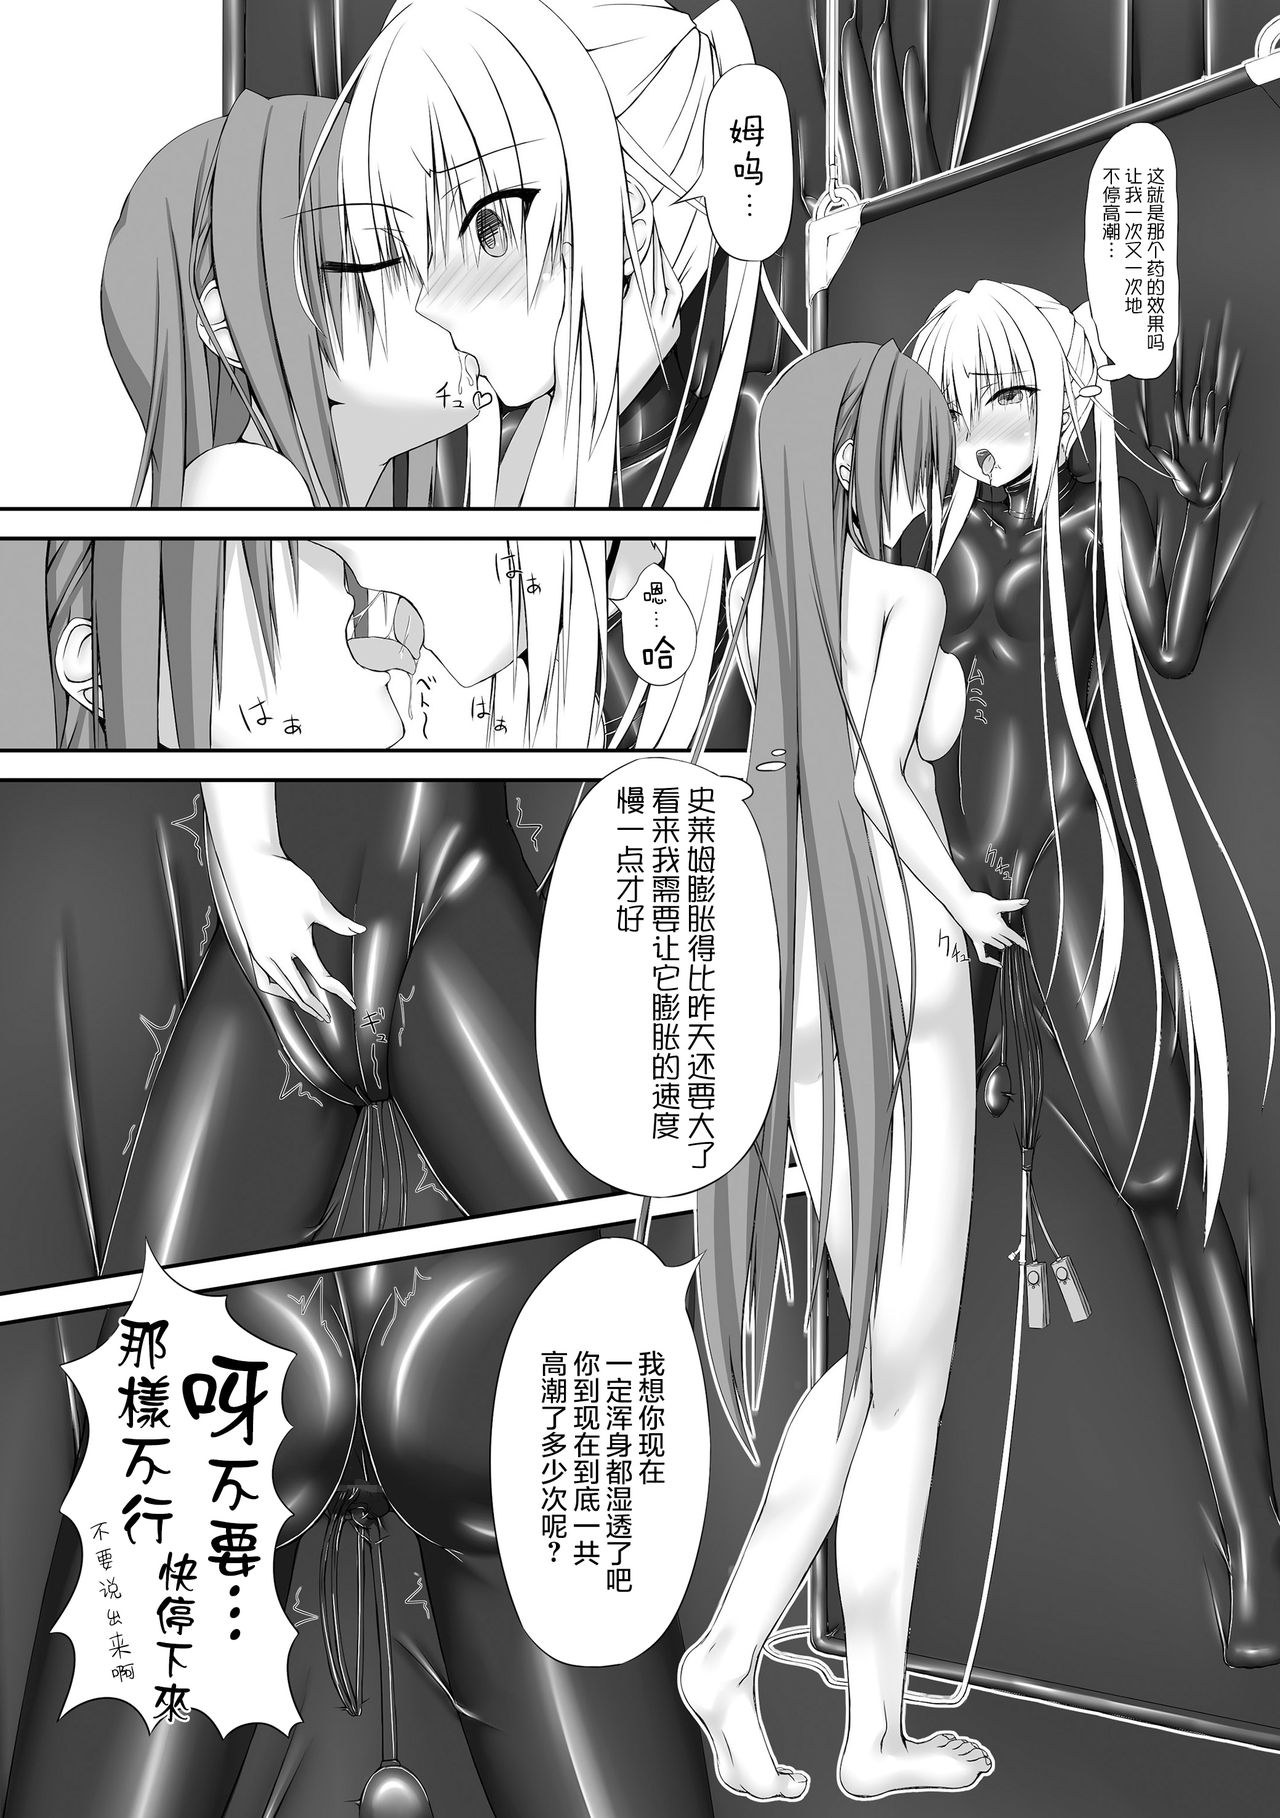 这就是那个药的效果吗
让我一次又一次地
不停高潮…
姆呜…
チュ
ムニュ
クチュ
クチュ
嗯…
哈
はぁ
はぁ
はぁ
はぁ
ベト〜
史莱姆膨胀得比昨天还要大了
看来我需要让它膨胀的速度
慢一点才好
ギュ
我想你现在
一定浑身都湿透了吧
你到现在到底一共
高潮了多少次呢?
呀不要…
那樣不行
快停下來
不要说出来啊